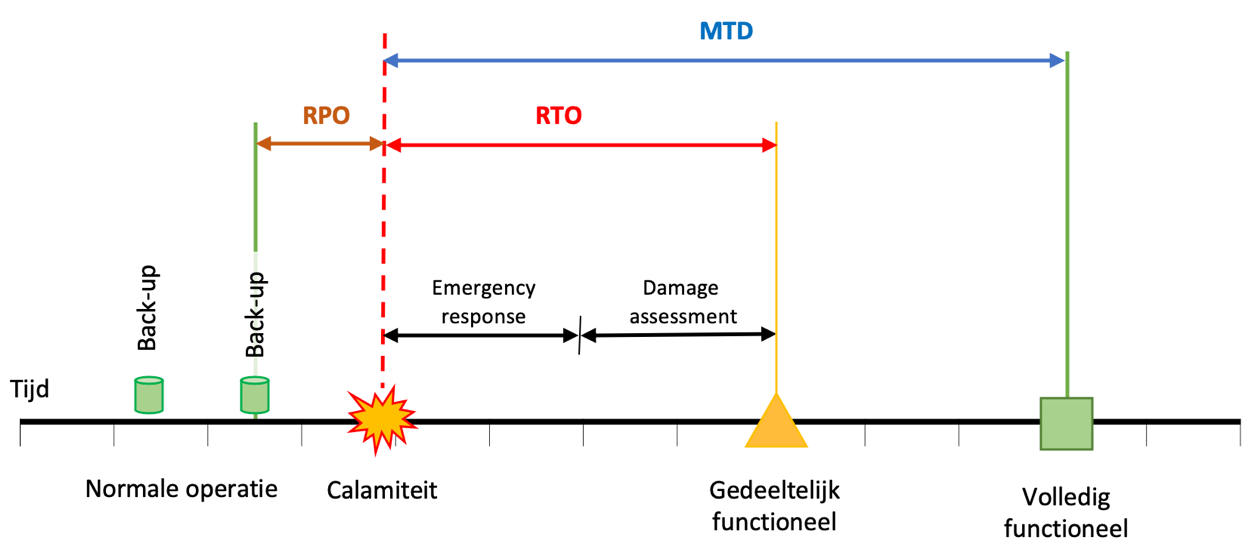 MTD
RPO
RTO
Back-up
Back-up
Emergency
response
Damage
assessment
Tijd
Normale operatie
Calamiteit
Gedeeltelijk
functioneel
Volledig
functioneel